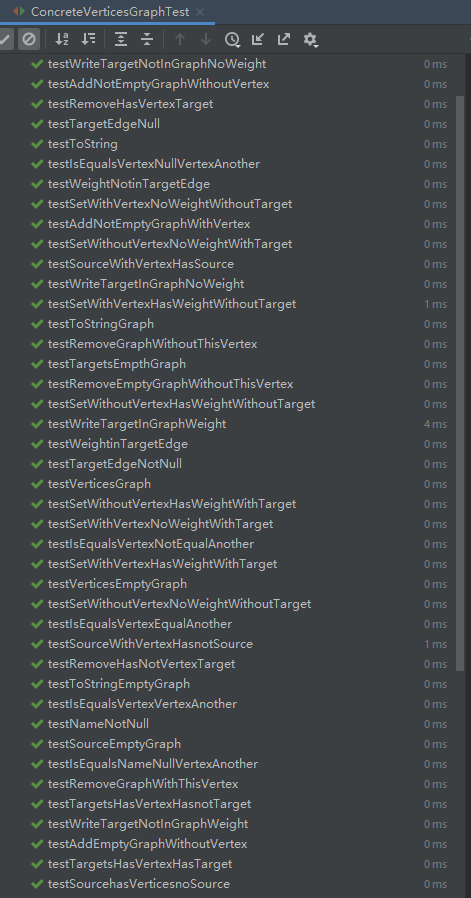 ConcreteVerticesGraphTest
testWriteTargetNotInGraphNoWeight 0 ms
testAddNotEmptyGraphWithoutVertex 0 ms
testRemoveHasVertexTarget 0 ms
testTargetEdgeNull 0 ms
testToString 0 ms
testIsEqualsVertexNullVertexAnother 0 ms
testWeightNotinTargetEdge 0 ms
testSetWithVertexNoWeightWithoutTarget 0 ms
testAddNotEmptyGraphWithVertex 0 ms
testSetWithoutVertexNoWeightWithTarget 0 ms
testSourceWithVertexHasSource 0 ms
testWriteTargetInGraphNoWeight 0 ms
testSetWithVertexHasWeightWithoutTarget 1 ms
testToStringGraph 0 ms
testRemoveGraphWithoutThisVertex 0 ms
testTargetsEmpthGraph 0 ms
testRemoveEmptyGraphWithoutThisVertex 0 ms
testSetWithoutVertexHasWeightWithoutTarget 0 ms
testWriteTargetInGraphWeight 4 ms
testWeightinTargetEdge 0 ms
testTargetEdgeNotNull 0 ms
testVerticesGraph 0 ms
testSetWithoutVertexHasWeightWithTarget 0 ms
testSetWithVertexNoWeightWithTarget 0 ms
testIsEqualsVertexNotEqualAnother 0 ms
testSetWithVertexHasWeightWithTarget 0 ms
testVerticesEmptyGraph 0 ms
testSetWithoutVertexNoWeightWithoutTarget 0 ms
testIsEqualsVertexEqualAnother 0 ms
testSourceWithVertexHasnotSource 1 ms
testRemoveHasNotVertexTarget 0 ms
testToStringEmptyGraph 0 ms
testIsEqualsVertexVertexAnother 0 ms
testNameNotNull 0 ms
testSourceEmptyGraph 0 ms
testIsEqualsNameNullVertexAnother 0 ms
testRemoveGraphWithThisVertex 0 ms
testTargetsHasVertexHasnotTarget 0 ms
testWriteTargetNotInGraphWeight 0 ms
testAddEmptyGraphWithoutVertex 0 ms
testTargetsHasVertexHasTarget 0 ms
testSourcehasVerticesnoSource 0 ms